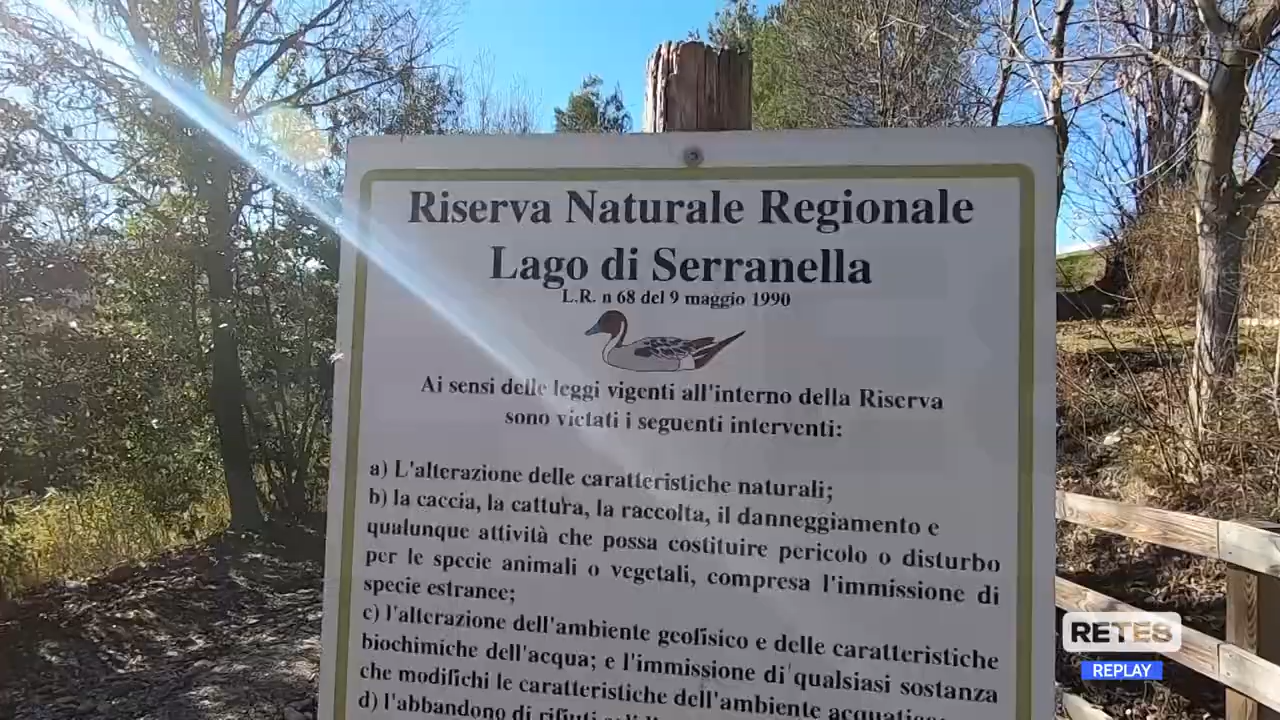 Riserva Naturale Regionale
Lago di Serranella
L.R. n 68 del 9 maggio 1990
Ai sensi delle leggi vigenti all'interno della Riserva
sono vietati i seguenti interventi:
a) L'alterazione delle caratteristiche naturali;
b) la caccia, la cattura, la raccolta, il danneggiamento e
qualunque attività che possa costituire pericolo o disturbo
per le specie animali o vegetali, compresa l'immissione di
specie estranee;
c) l'alterazione dell'ambiente geofisico e delle caratteristiche
biochimiche dell'acqua; e l'immissione di qualsiasi sostanza
che modifichi le caratteristiche dell'ambiente
d) l'abbandono di rifiuti
RETE8
REPLAY